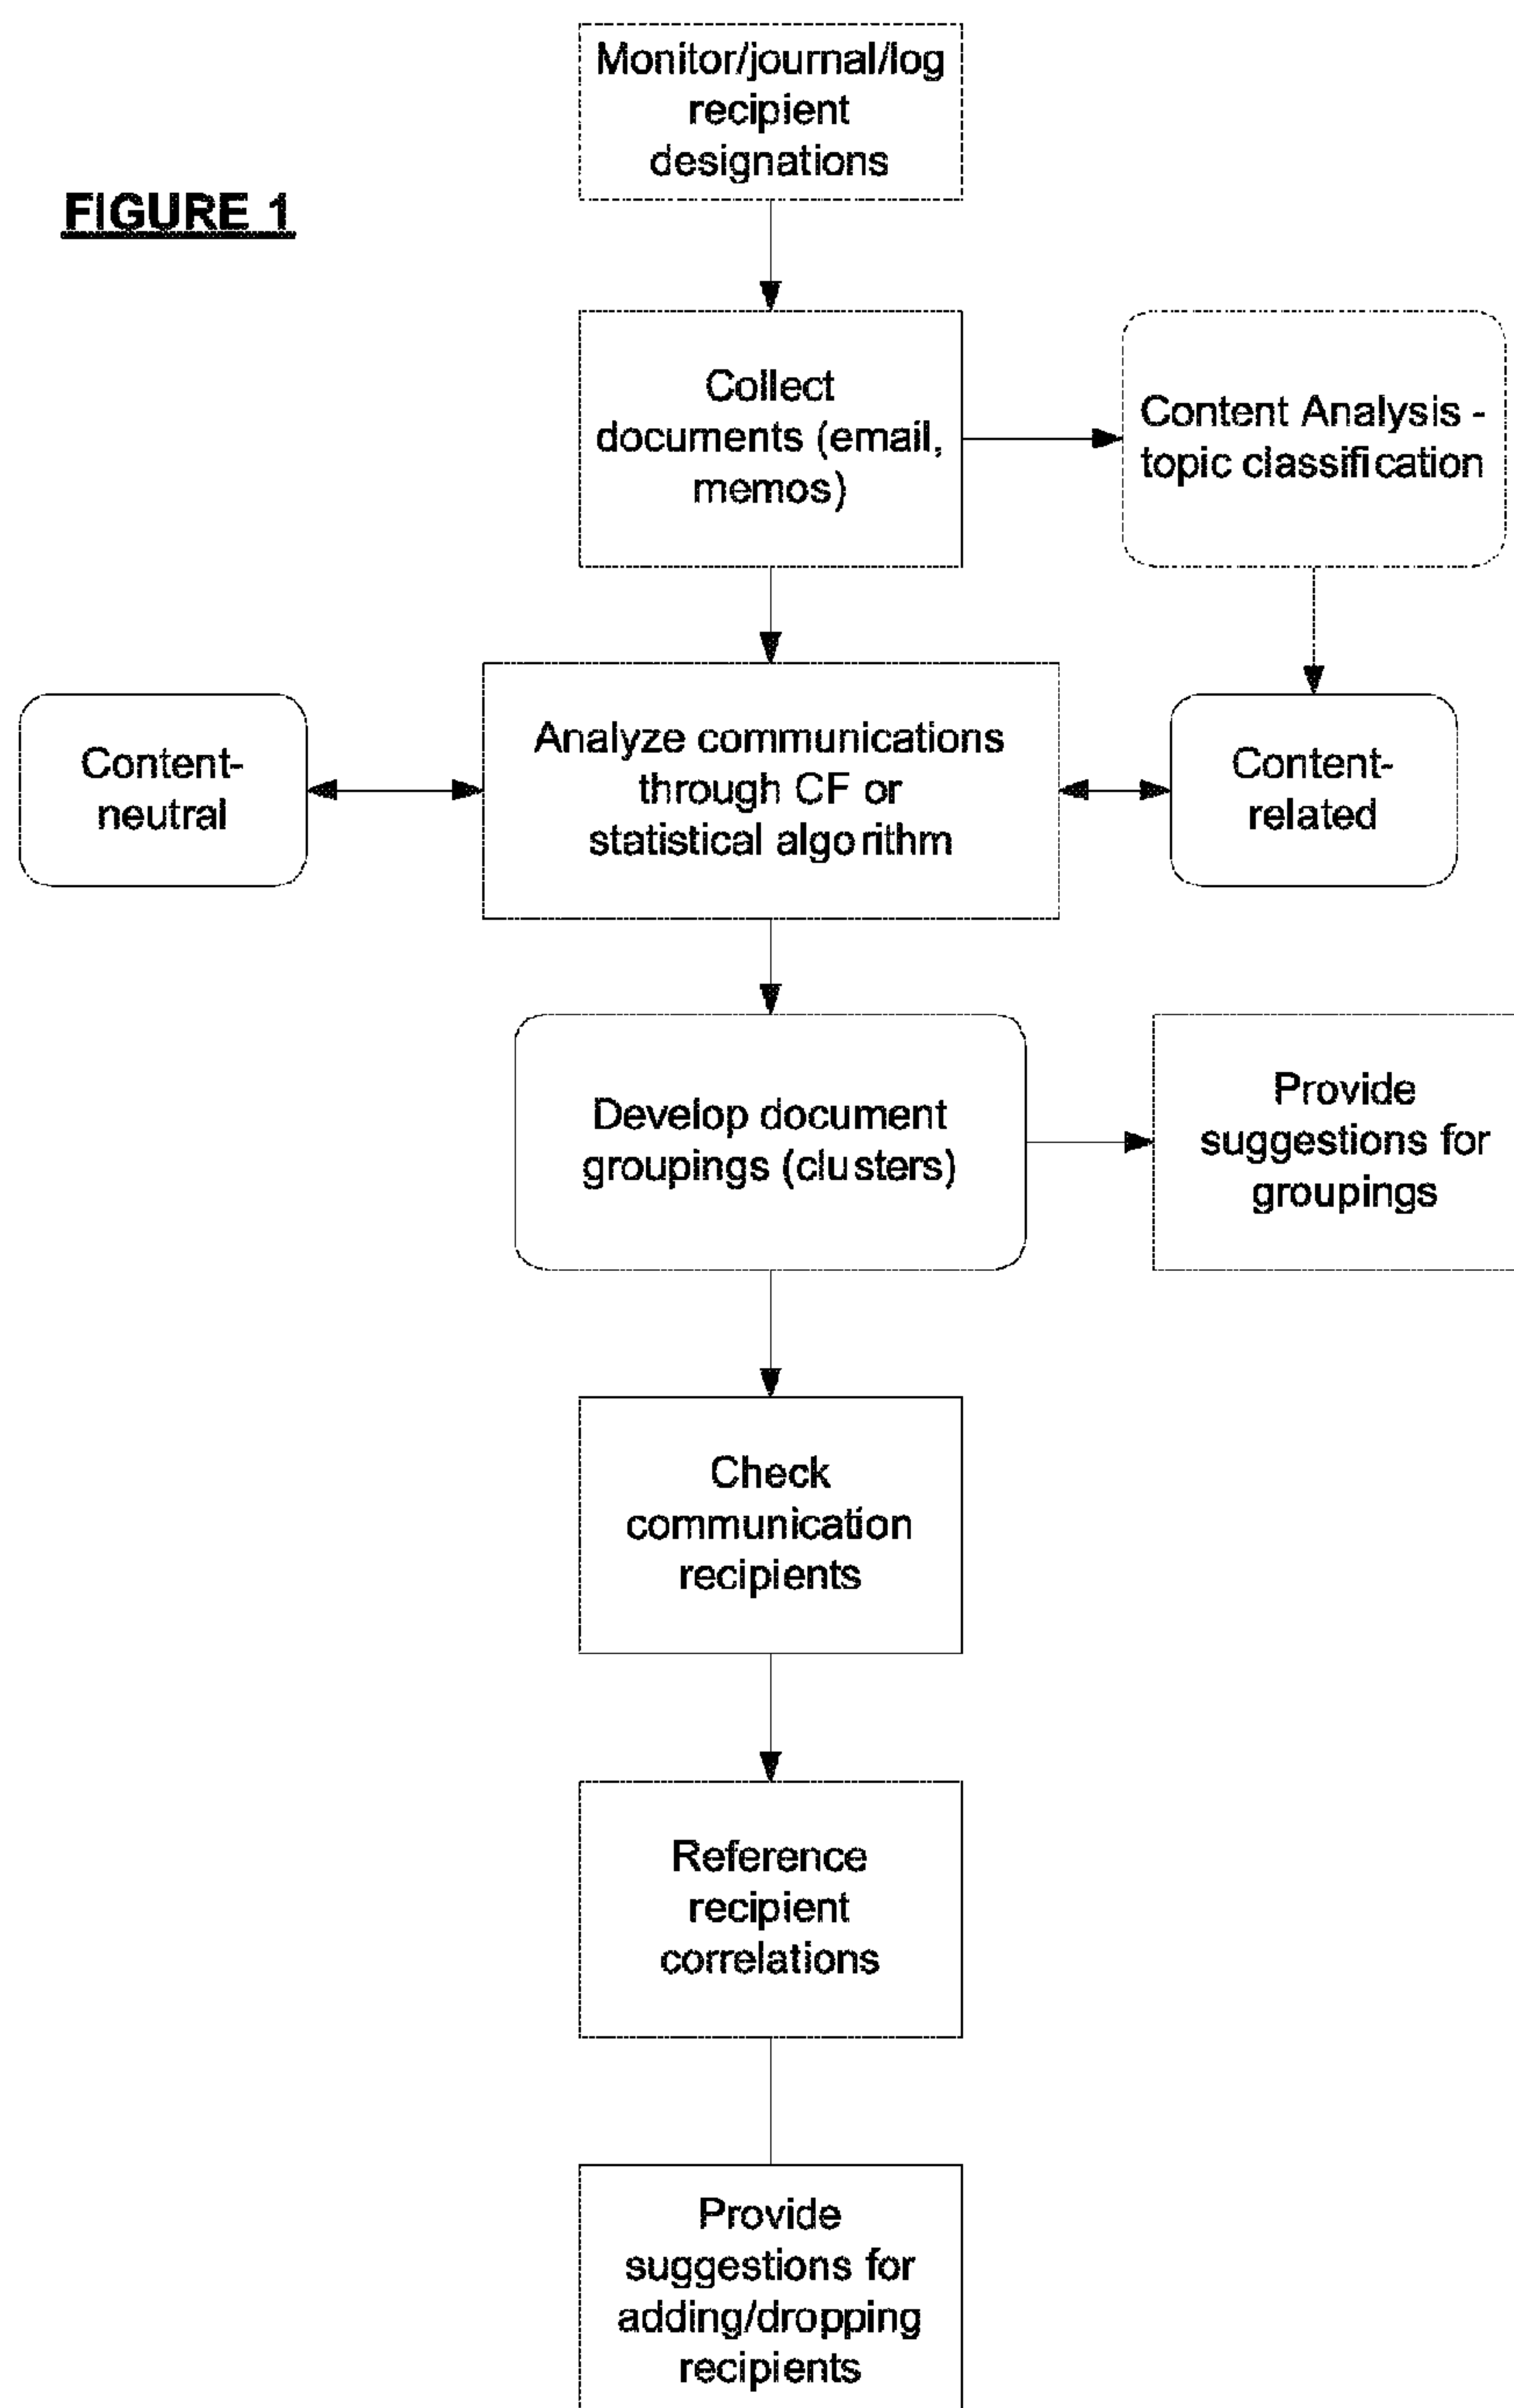 Monitor/journal/log
recipient
designations
FIGURE 1
Collect
documents (email,
memos)
Content Analysis -
topic classification
Content-
neutral
Analyze communications
through CF or
statistical algorithm
Content-
related
Develop document
groupings (clusters)
Provide
suggestions for
groupings
Check
communication
recipients
Reference
recipient
correlations
Provide
suggestions for
adding/dropping
recipients